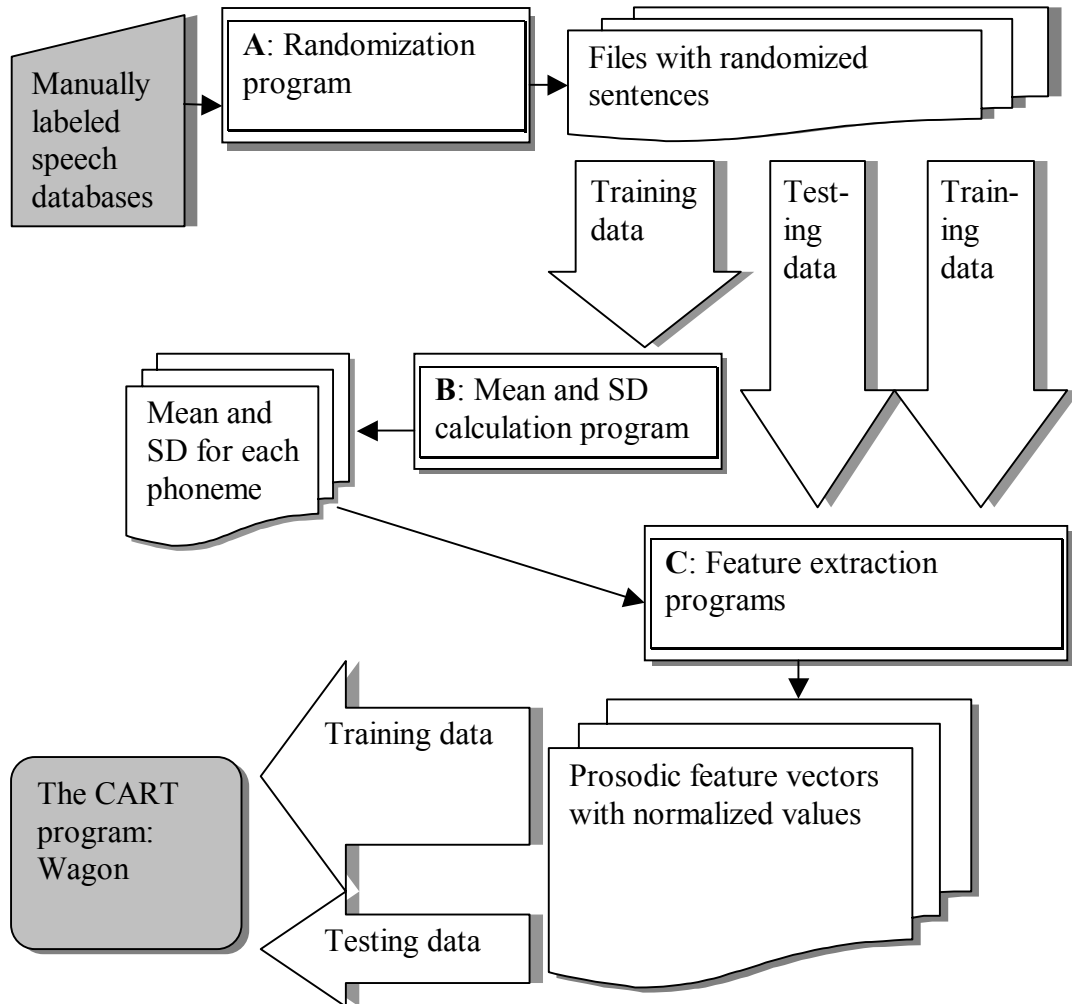 Manually
labeled
speech
databases
A: Randomization
program
Files with randomized
sentences
Training
data
Test-
ing
data
Train-
ing
data
B: Mean and SD
calculation program
Mean and
SD for each
phoneme
C: Feature extraction
programs
Training data
Prosodic feature vectors
with normalized values
The CART
program:
Wagon
Testing data